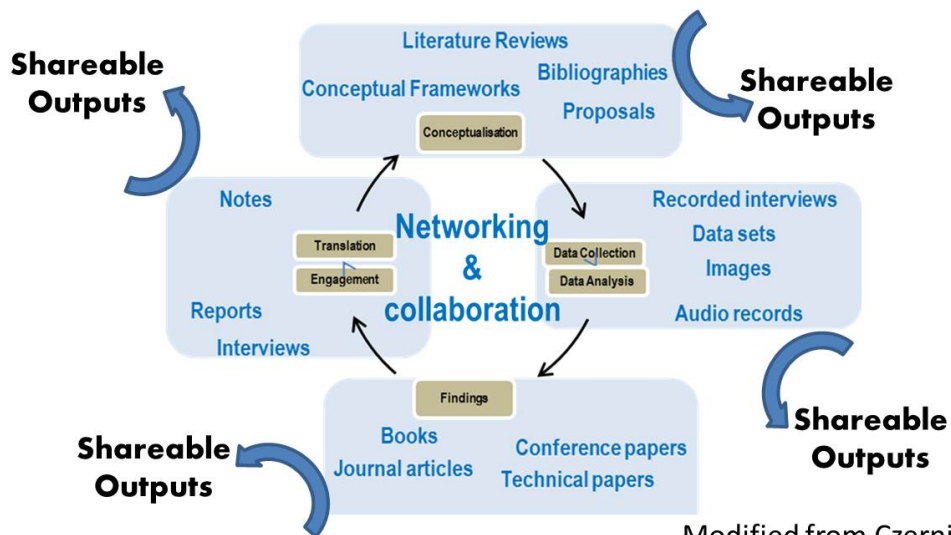 Literature Reviews
Bibliographies
Conceptual Frameworks
Proposals
Conceptualisation
Shareable
Outputs
Shareable
Outputs
Notes
Translation
Engagement
Reports
Interviews
Networking
&
collaboration
Recorded interviews
Data sets
Data Collection
Images
Data Analysis
Audio records
Findings
Books
Journal articles
Conference papers
Technical papers
Shareable
Outputs
Shareable
Outputs
Modified from